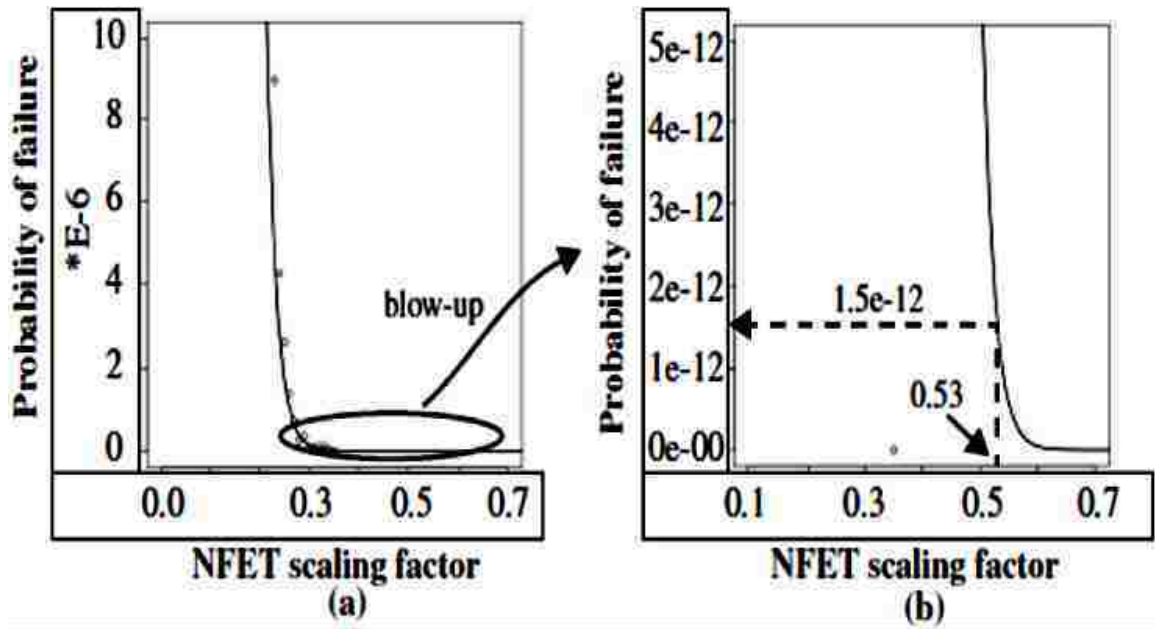 Probability of failure
*E-6
10
8
6
4
2
0
0.0 0.3 0.5 0.7
NFET scaling factor
(a)
blow-up
Probability of failure
5e-12
4e-12
3e-12
2e-12
1e-12
0e-00
1.5e-12
0.53
0.1 0.3 0.5 0.7
NFET scaling factor
(b)